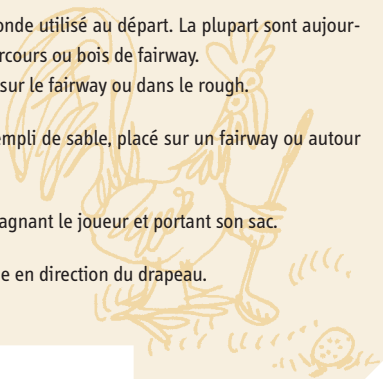 onde utilisé au départ. La plupart sont aujour-
arcours ou bois de fairway.
sur le fairway ou dans le rough.
empli de sable, placé sur un fairway ou autour
agnant le joueur et portant son sac.
e en direction du drapeau.